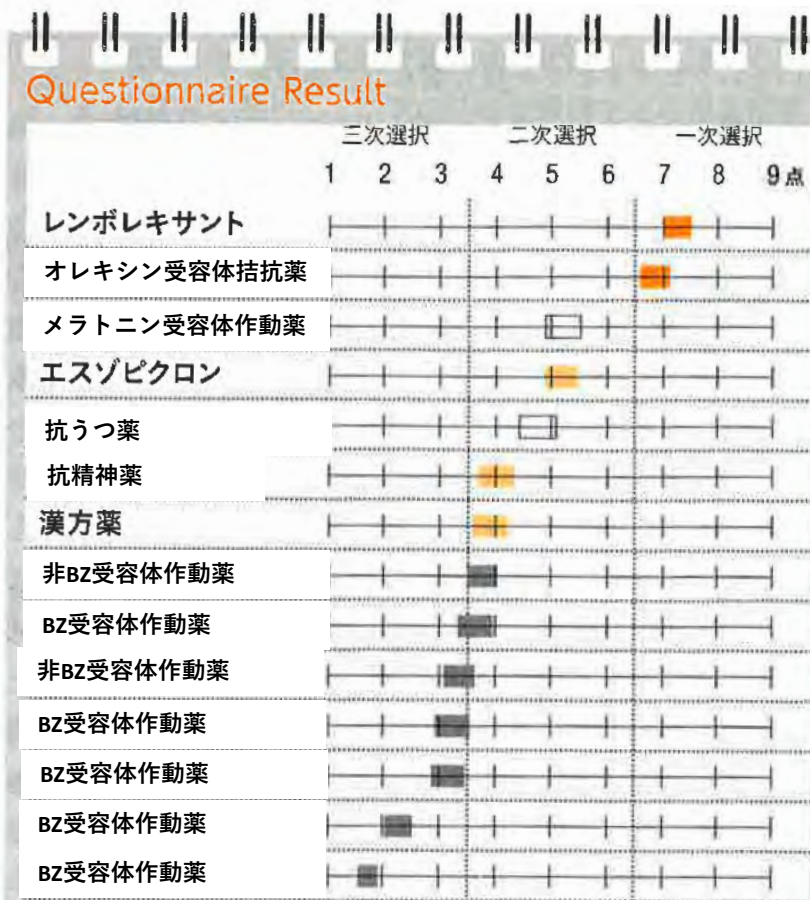 Questionnaire Result
三次選択 二次選択 一次選択
1 2 3 4 5 6 7 8 9点
レンボレキサント
オレキシン受容体拮抗薬
メラトニン受容体作動薬
エスゾピクロン
抗うつ薬
抗精神薬
漢方薬
非BZ受容体作動薬
BZ受容体作動薬
非BZ受容体作動薬
BZ受容体作動薬
BZ受容体作動薬
BZ受容体作動薬
BZ受容体作動薬